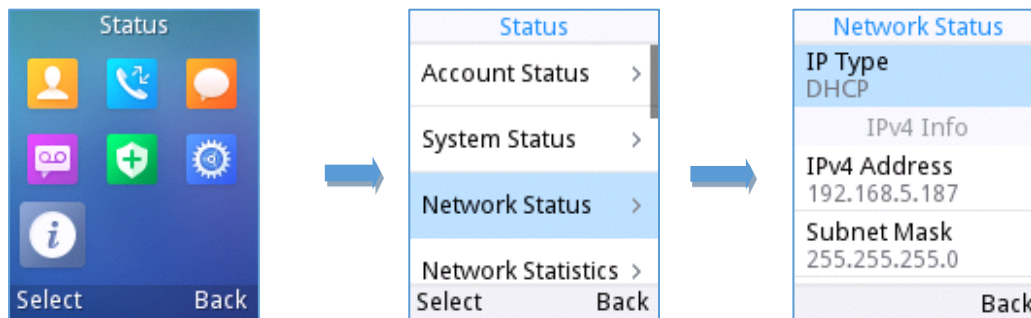 Status
Select Back
Status
Account Status
System Status
Network Status
Network Statistics
Select Back
Network Status
IP Type
DHCP
IPv4 Info
IPv4 Address
192.168.5.187
Subnet Mask
255.255.255.0
Back